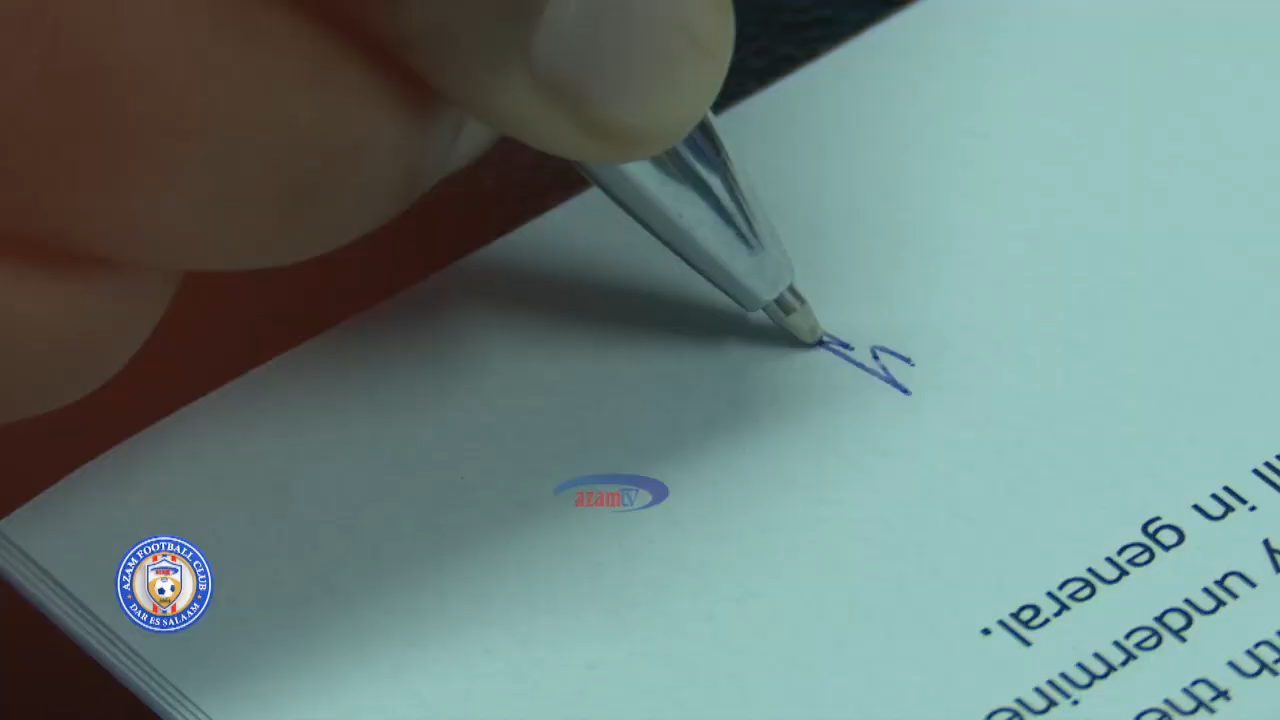 the
undermine
in general.
azamtv
AZAM FOOTBALL CLUB
DAR ES SALAAM